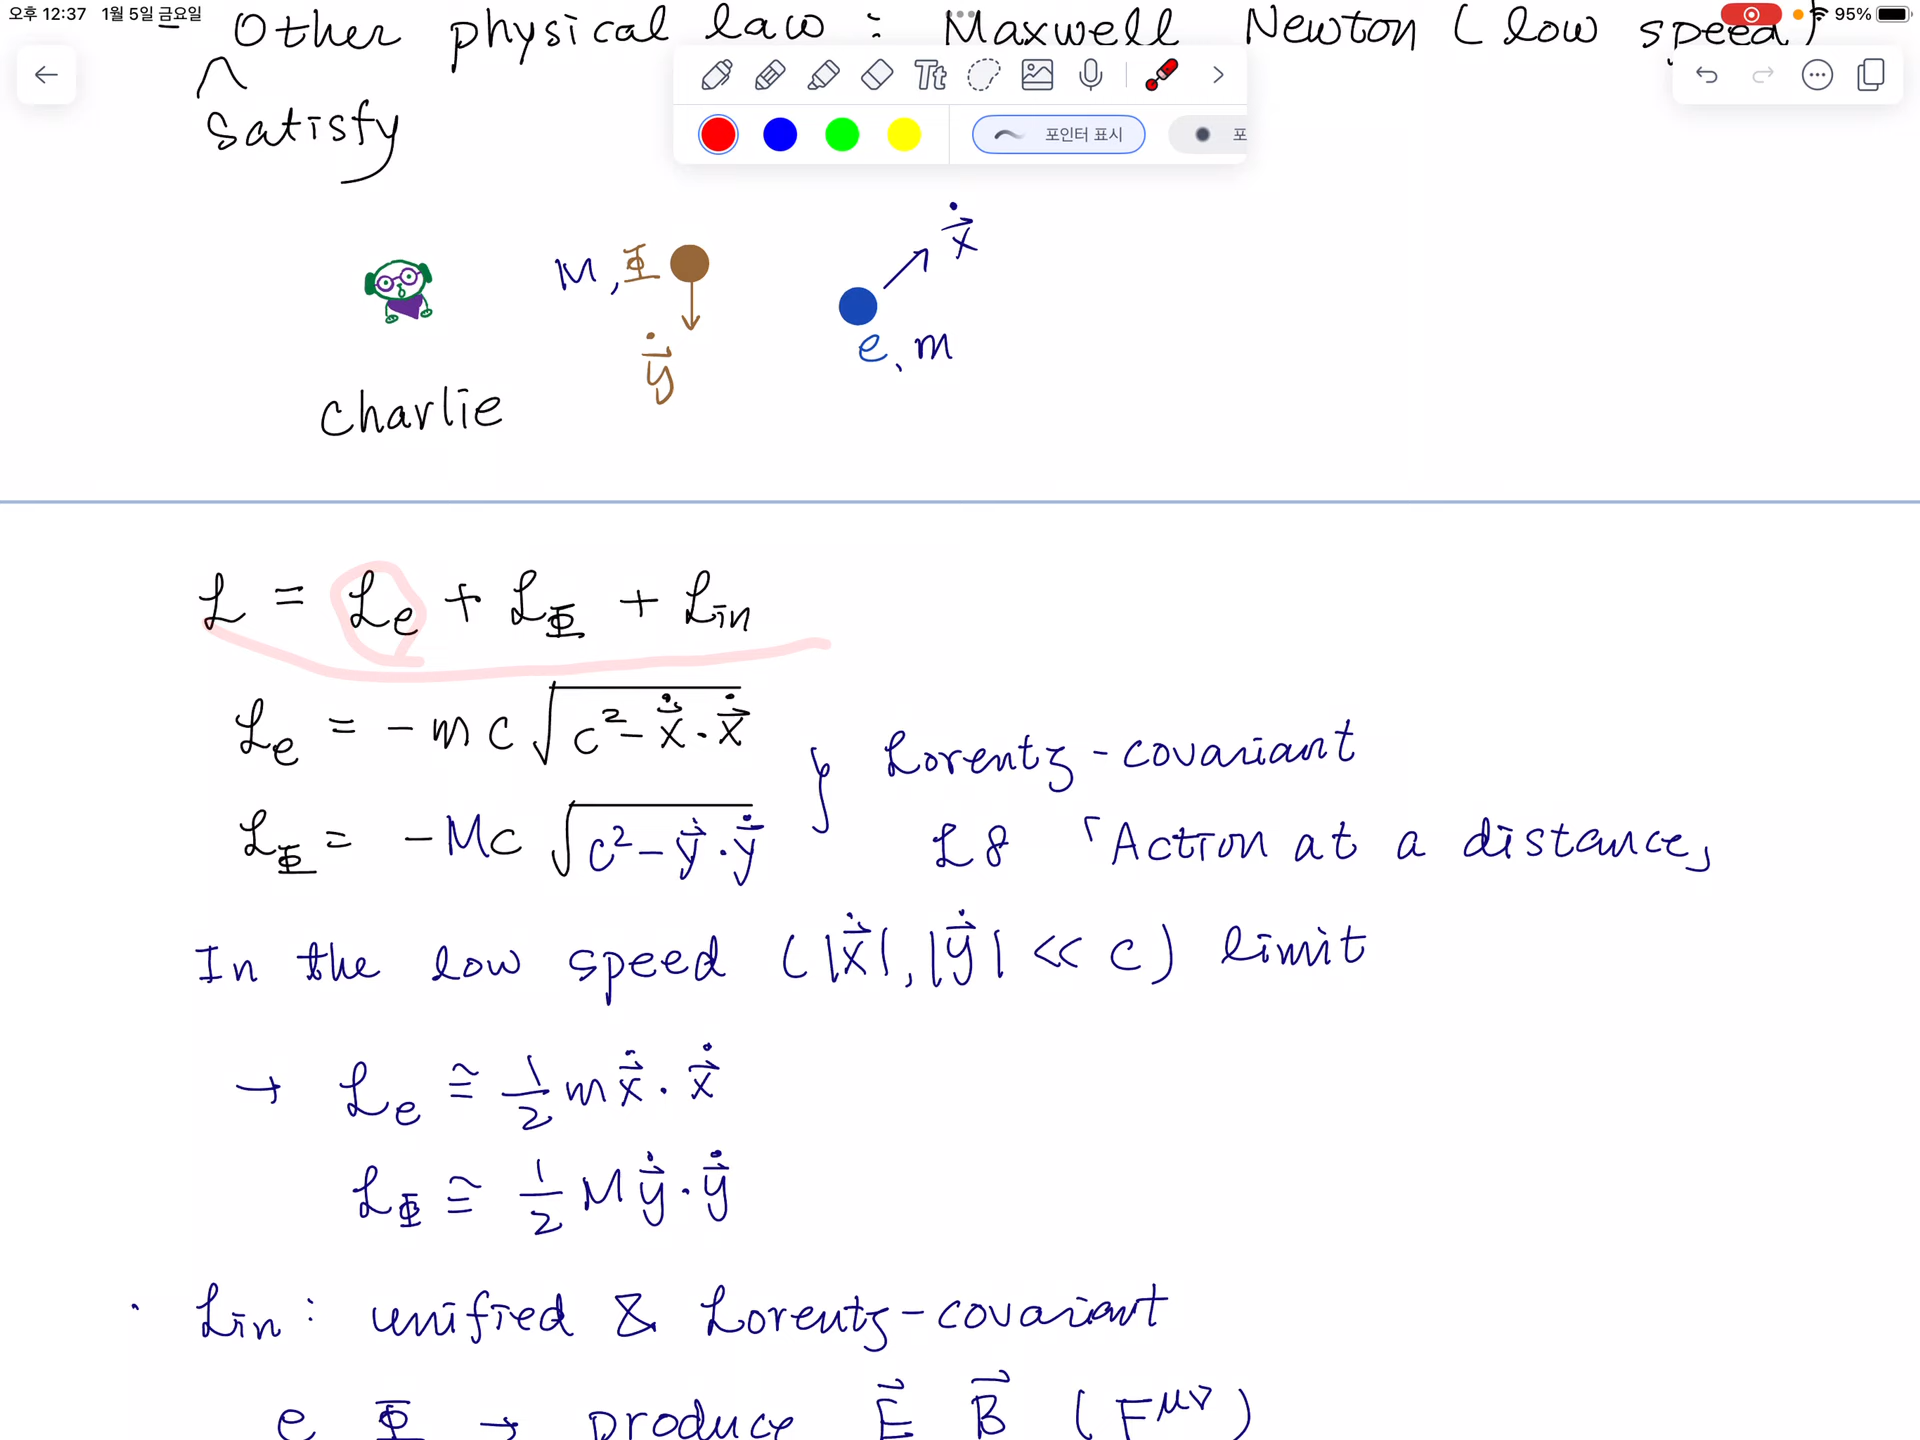 오후 12:37 1월 5일 금요일 95%
- Other physical law : Maxwell Newton ( low speed )
satisfy
Tt
포인터 표시 포
M, Φ ẋ⃗
e, m
ẏ⃗
Charlie
ℒ = ℒe + ℒΦ + ℒin
ℒe = - mc √(c² - ẋ⃗ · ẋ⃗)
Lorentz - covariant
ℒΦ = - Mc √(c² - ẏ⃗ · ẏ⃗)
L8 「Action at a distance」
In the low speed ( |ẋ⃗|, |ẏ⃗| << c ) limit
→ ℒe ≅ 1/2 m ẋ⃗ · ẋ⃗
ℒΦ ≅ 1/2 M ẏ⃗ · ẏ⃗
· ℒin : unified & Lorentz-covariant
e Φ → produce E⃗ B⃗ ( F^μν )